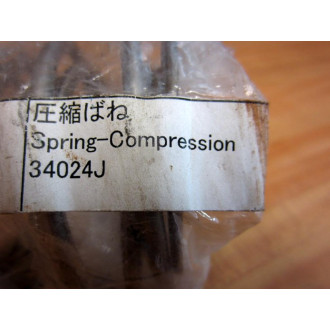 圧縮ばね
Spring-Compression
34024J